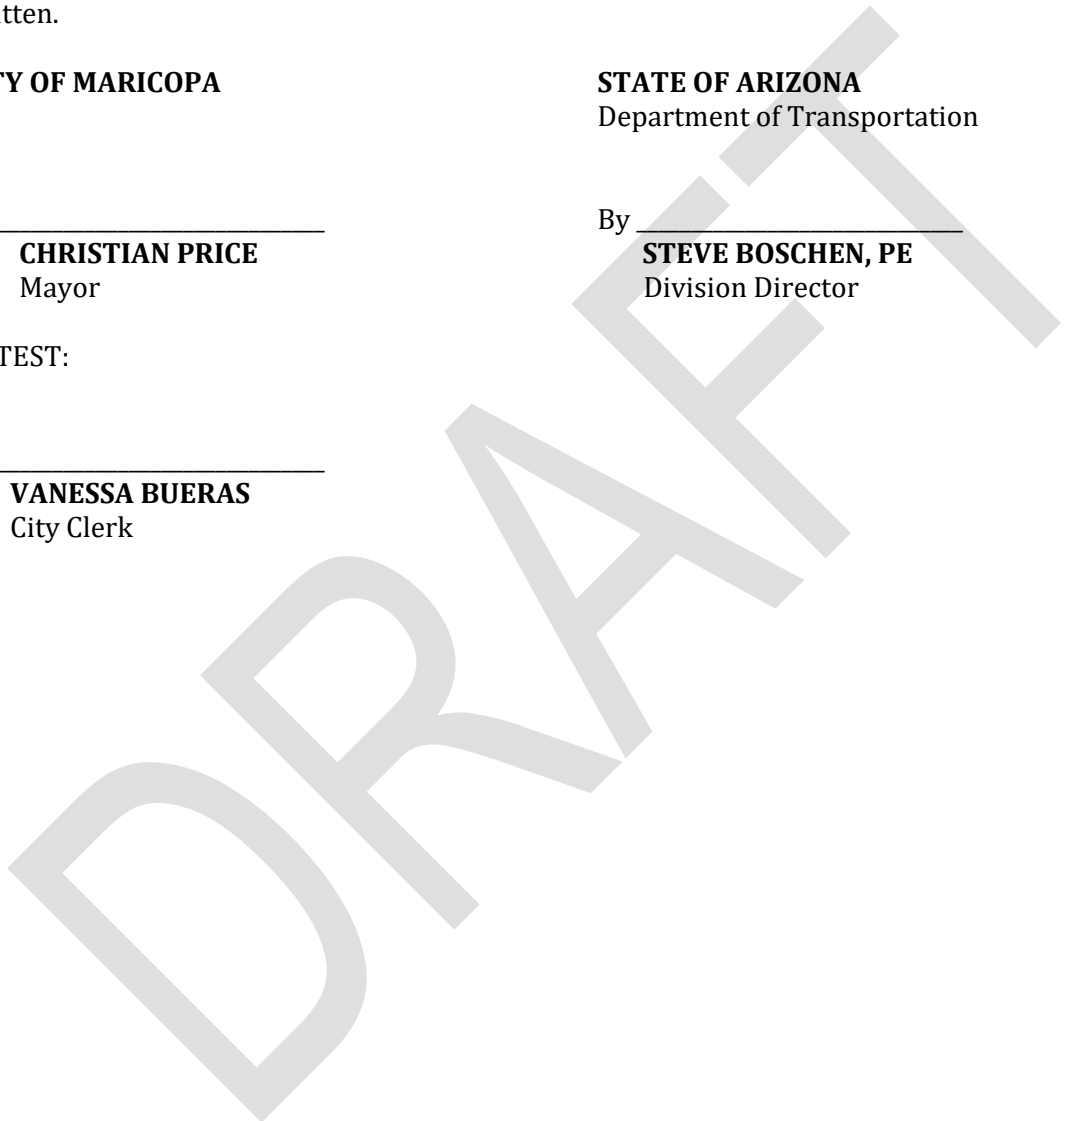 tten.
TY OF MARICOPA
STATE OF ARIZONA
Department of Transportation
By ______________________________
CHRISTIAN PRICE
STEVE BOSCHEN, PE
Mayor
Division Director
TEST:
VANESSA BUERAS
City Clerk
DRAFT